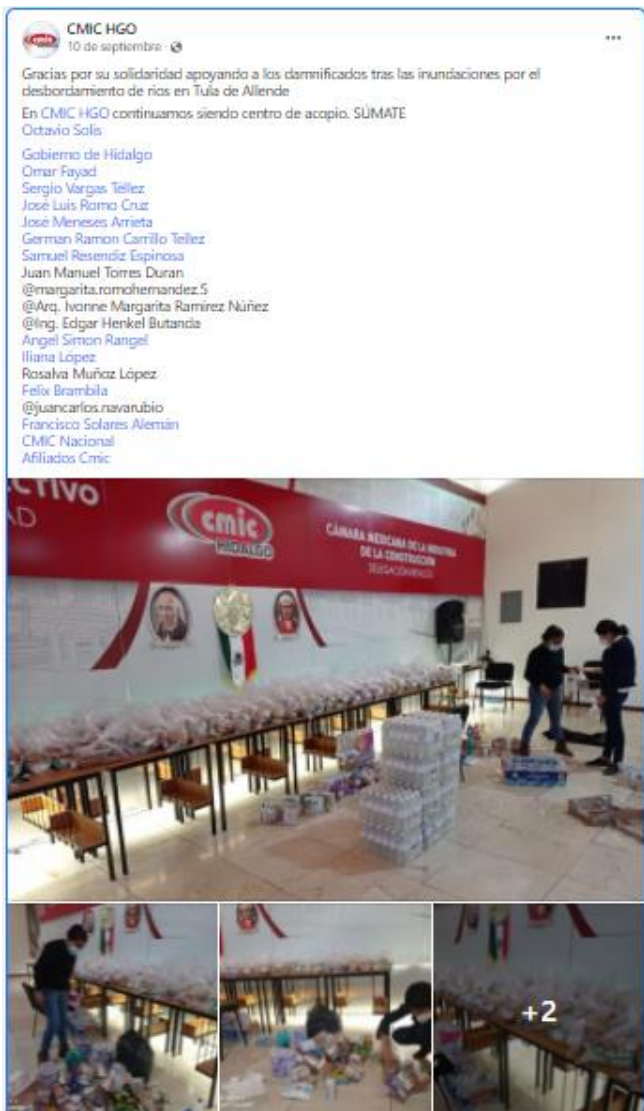 CMIC HGO
10 de septiembre ·
Gracias por su solidaridad apoyando a los damnificados tras las inundaciones por el
desbordamiento de ríos en Tula de Allende
En CMIC HGO continuamos siendo centro de acopio. SÚMATE
Octavio Solis
Gobierno de Hidalgo
Omar Fayad
Sergio Vargas Téllez
José Luis Romo Cruz
José Meneses Arrieta
German Ramon Carrillo Tellez
Samuel Resendiz Espinosa
Juan Manuel Torres Duran
@margarita.romohernandez.5
@Arq. Ivonne Margarita Ramirez Núñez
@Ing. Edgar Henkel Butanda
Angel Simon Rangel
Iliana López
Rosalva Muñoz López
Felix Brambila
@juancarlos.navarubio
Francisco Solares Alemán
CMIC Nacional
Afiliados Cmic
CTIVO
AD
cmic
HIDALGO
CÁMARA MEXICANA DE LA INDUSTRIA
DE LA CONSTRUCCIÓN
DELEGACIÓN HIDALGO
+2